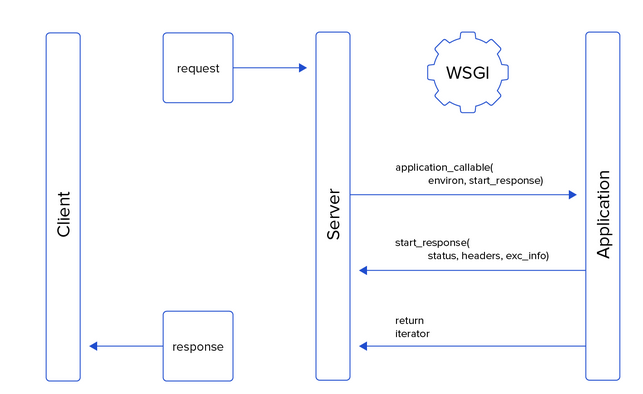 request
WSGI
application_callable(
environ, start_response)
Client
Server
Application
start_response(
status, headers, exc_info)
return
iterator
response